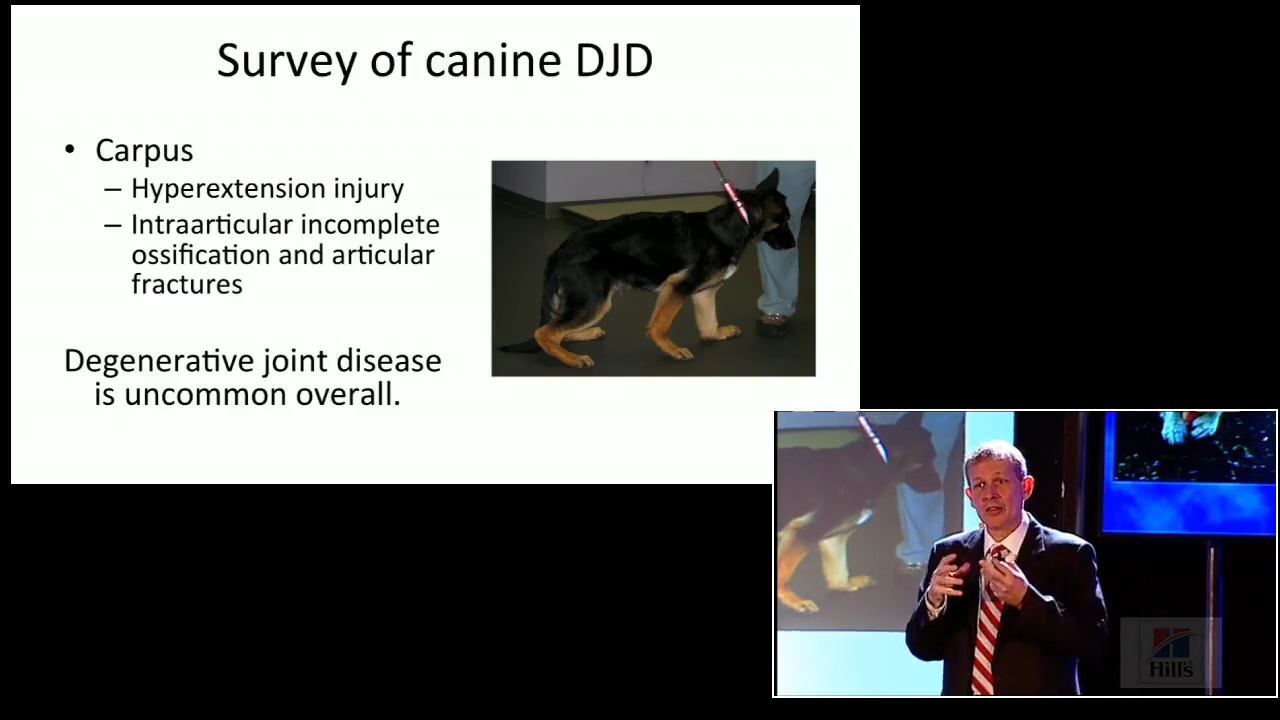 Survey of canine DJD
• Carpus
– Hyperextension injury
– Intraarticular incomplete
ossification and articular
fractures
Degenerative joint disease
is uncommon overall.
Hill's